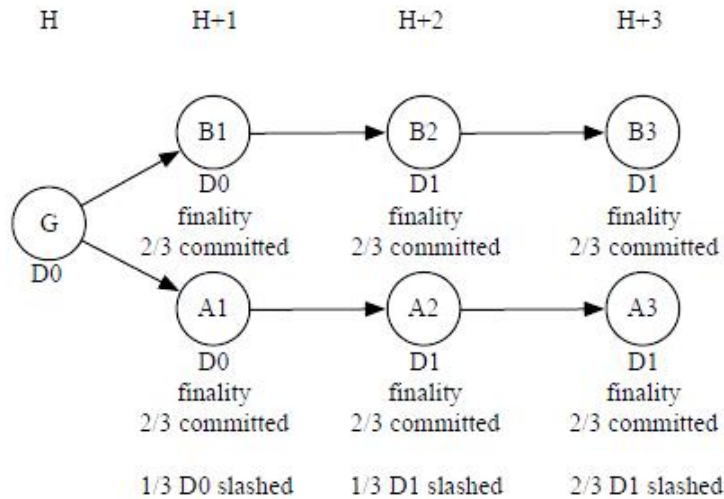 H H+1 H+2 H+3
B1 B2 B3
D0 D1 D1
finality finality finality
2/3 committed 2/3 committed 2/3 committed
G
D0
A1 A2 A3
D0 D1 D1
finality finality finality
2/3 committed 2/3 committed 2/3 committed
1/3 D0 slashed 1/3 D1 slashed 2/3 D1 slashed